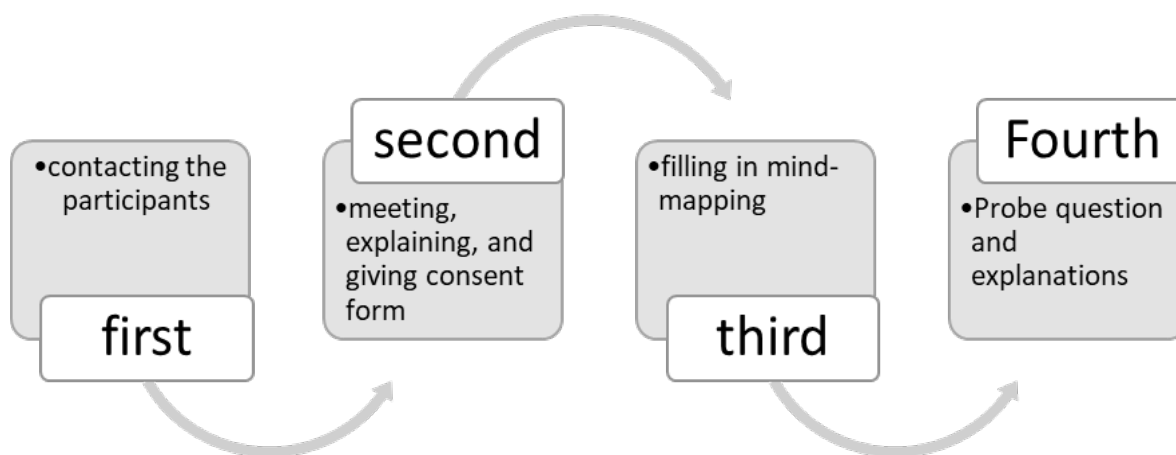 •contacting the
participants
first
second
•meeting,
explaining, and
giving consent
form
•filling in mind-
mapping
third
Fourth
•Probe question
and
explanations